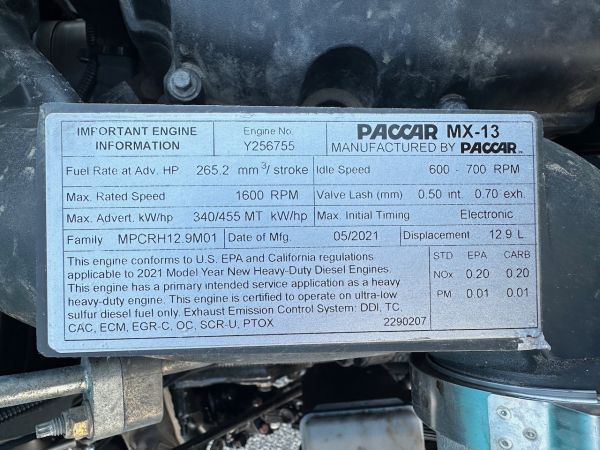 IMPORTANT ENGINE INFORMATION
Engine No. Y256755
PACCAR MX-13
MANUFACTURED BY PACCAR™
Fuel Rate at Adv. HP 265.2 mm³/ stroke
Idle Speed 600 - 700 RPM
Max. Rated Speed 1600 RPM
Valve Lash (mm) 0.50 int. 0.70 exh.
Max. Advert. kW/hp 340/455 MT kW/hp
Max. Initial Timing Electronic
Family MPCRH12.9M01
Date of Mfg. 05/2021
Displacement 12.9 L
This engine conforms to U.S. EPA and California regulations
applicable to 2021 Model Year New Heavy-Duty Diesel Engines.
This engine has a primary intended service application as a heavy
heavy-duty engine. This engine is certified to operate on ultra-low
sulfur diesel fuel only. Exhaust Emission Control System: DDI, TC,
CAC, ECM, EGR-C, OC, SCR-U, PTOX
2290207
STD EPA CARB
NOx 0.20 0.20
PM 0.01 0.01